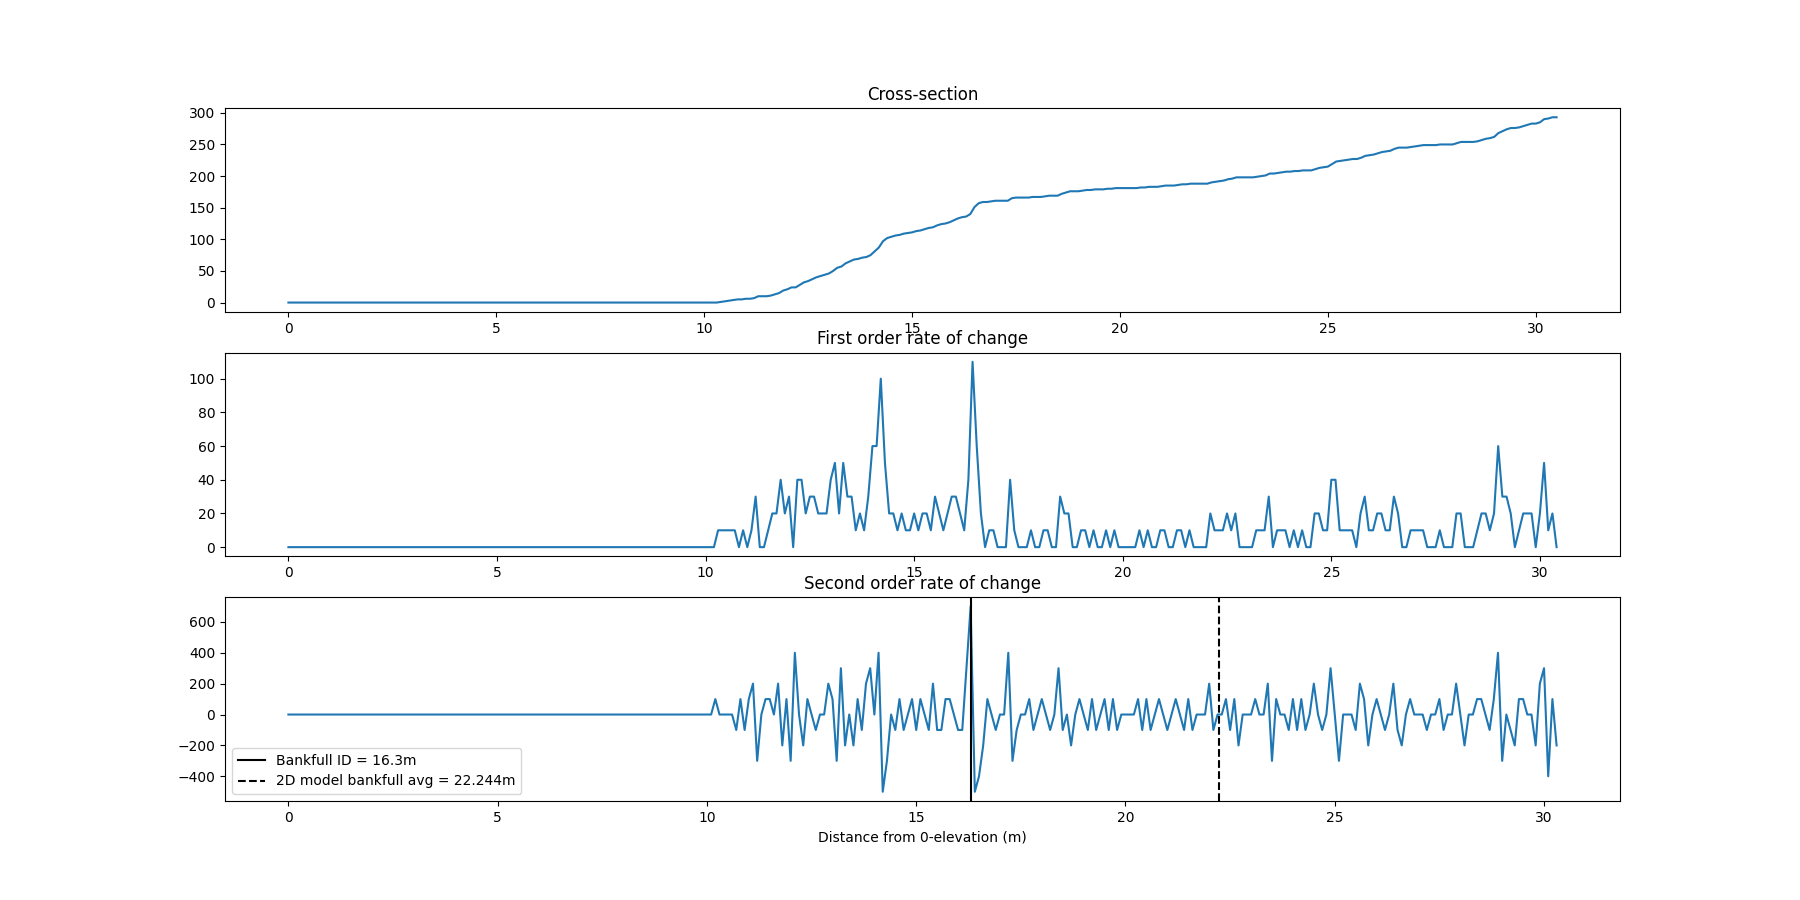 Cross-section
300
250
200
150
100
50
0
0 5 10 15 20 25 30
First order rate of change
100
80
60
40
20
0
0 5 10 15 20 25 30
Second order rate of change
600
400
200
0
−200
−400
Bankfull ID = 16.3m
2D model bankfull avg = 22.244m
0 5 10 15 20 25 30
Distance from 0-elevation (m)